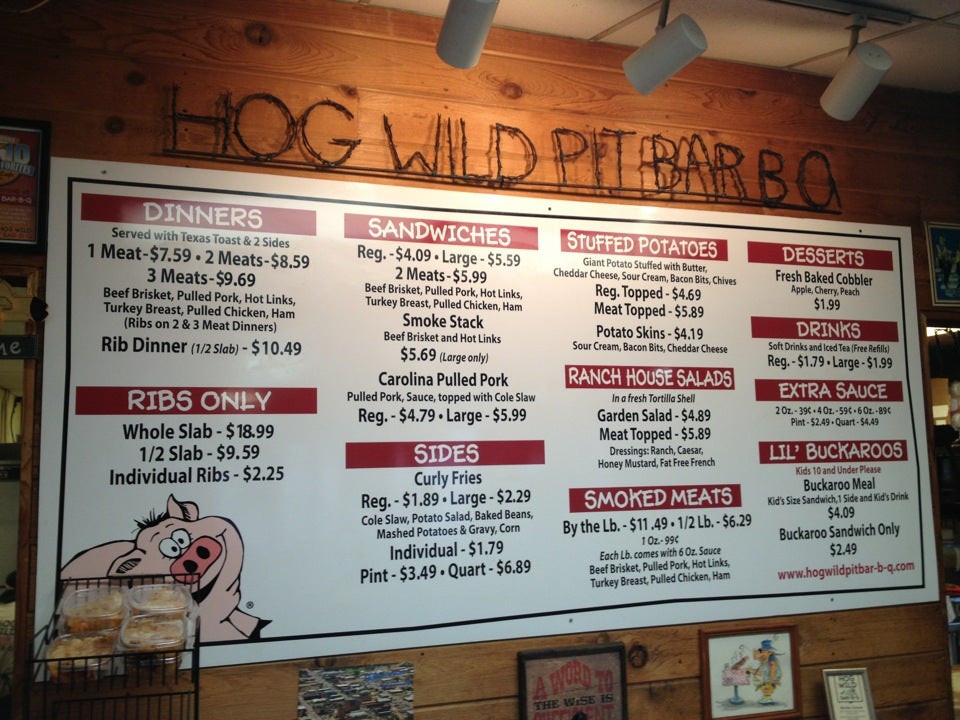 HOG WILD PIT BAR B Q
DINNERS
Served with Texas Toast & 2 Sides
1 Meat-$7.59 • 2 Meats-$8.59
3 Meats-$9.69
Beef Brisket, Pulled Pork, Hot Links,
Turkey Breast, Pulled Chicken, Ham
(Ribs on 2 & 3 Meat Dinners)
Rib Dinner (1/2 Slab) - $10.49
RIBS ONLY
Whole Slab - $18.99
1/2 Slab - $9.59
Individual Ribs - $2.25
®
SANDWICHES
Reg. -$4.09 • Large - $5.59
2 Meats-$5.99
Beef Brisket, Pulled Pork, Hot Links,
Turkey Breast, Pulled Chicken, Ham
Smoke Stack
Beef Brisket and Hot Links
$5.69 (Large only)
Carolina Pulled Pork
Pulled Pork, Sauce, topped with Cole Slaw
Reg. - $4.79 • Large - $5.99
SIDES
Curly Fries
Reg. - $1.89 • Large - $2.29
Cole Slaw, Potato Salad, Baked Beans,
Mashed Potatoes & Gravy, Corn
Individual - $1.79
Pint - $3.49 • Quart - $6.89
STUFFED POTATOES
Giant Potato Stuffed with Butter,
Cheddar Cheese, Sour Cream, Bacon Bits, Chives
Reg. Topped - $4.69
Meat Topped - $5.89
Potato Skins - $4.19
Sour Cream, Bacon Bits, Cheddar Cheese
RANCH HOUSE SALADS
In a fresh Tortilla Shell
Garden Salad - $4.89
Meat Topped - $5.89
Dressings: Ranch, Caesar,
Honey Mustard, Fat Free French
SMOKED MEATS
By the Lb. - $11.49 • 1/2 Lb. - $6.29
1 Oz.- 99¢
Each Lb. comes with 6 Oz. Sauce
Beef Brisket, Pulled Pork, Hot Links,
Turkey Breast, Pulled Chicken, Ham
DESSERTS
Fresh Baked Cobbler
Apple, Cherry, Peach
$1.99
DRINKS
Soft Drinks and Iced Tea (Free Refills)
Reg. - $1.79 • Large - $1.99
EXTRA SAUCE
2 Oz. - 39¢ • 4 Oz. - 59¢ • 6 Oz. - 89¢
Pint - $2.49 • Quart - $4.49
LIL' BUCKAROOS
Kids 10 and Under Please
Buckaroo Meal
Kid's Size Sandwich, 1 Side and Kid's Drink
$4.09
Buckaroo Sandwich Only
$2.49
www.hogwildpitbar-b-q.com
10
BAR-B-Q
A WORD TO
THE WISE IS
HOG
WILD